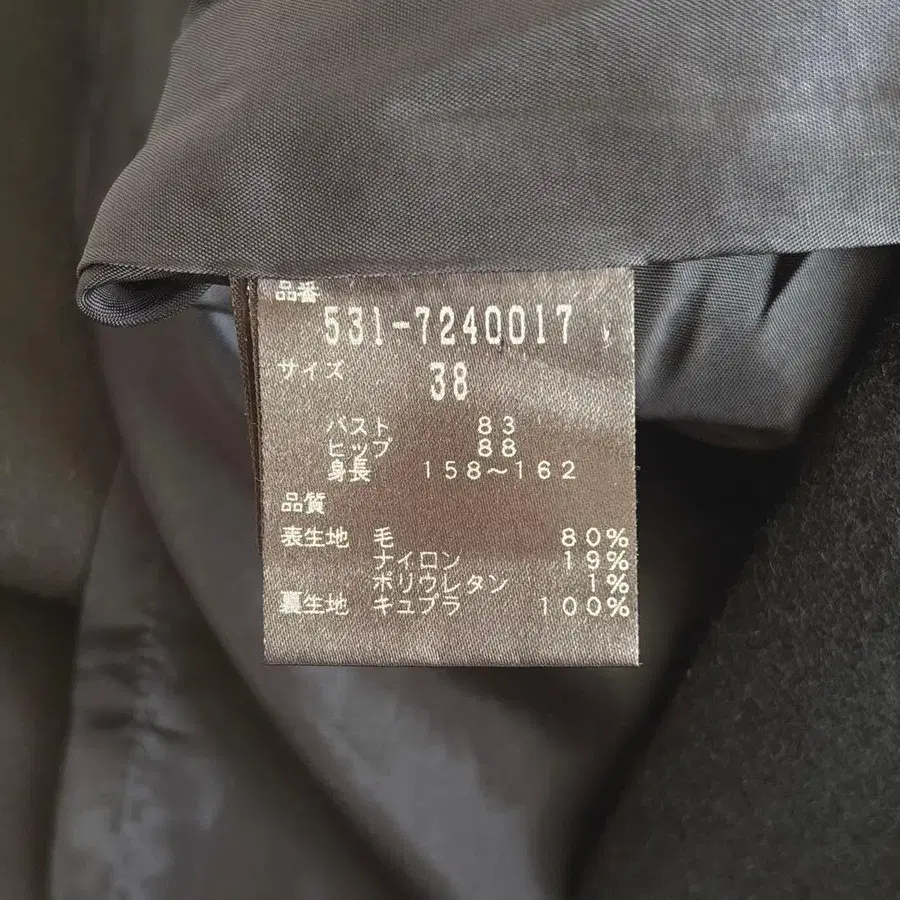 品番
531-7240017
サイズ 38
バスト 83
ヒップ 88
身長 158～162
品質
表生地 毛 80%
ナイロン 19%
ポリウレタン 1%
裏生地 キュプラ 100%